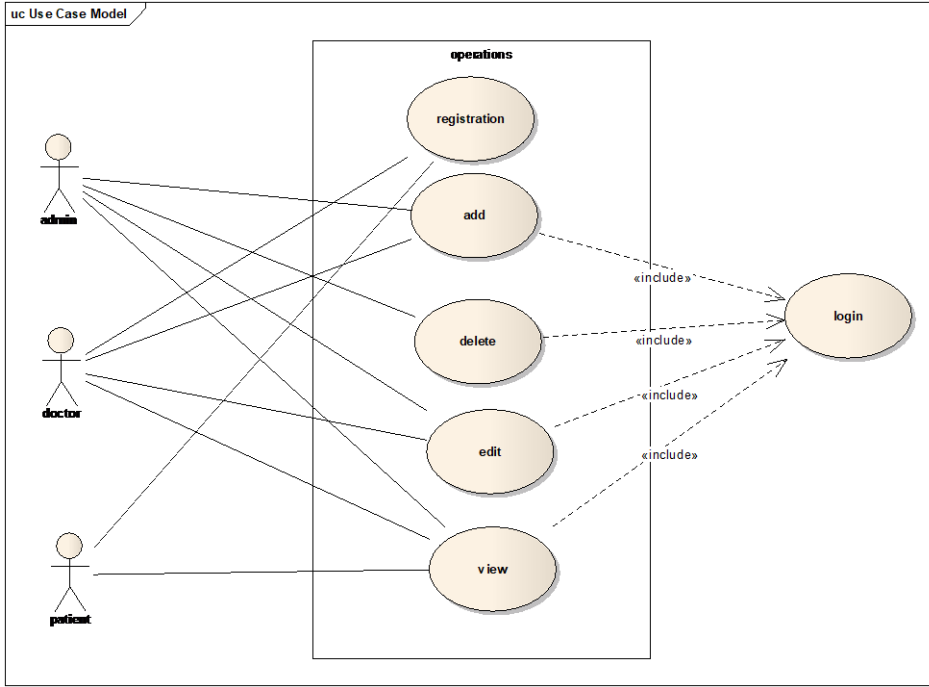 uc Use Case Model
operations
registration
admin
add
«include»
login
delete
«include»
doctor
«include»
edit
«include»
view
patient